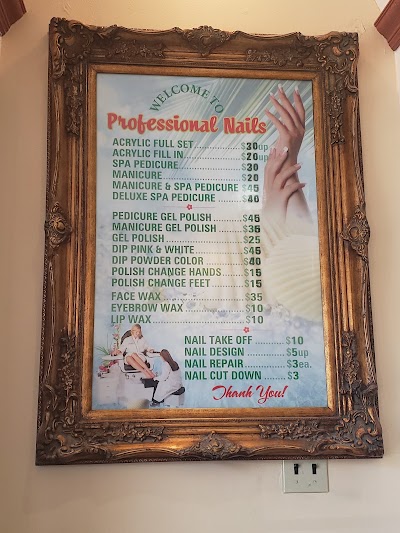 WELCOME TO
Professional Nails
ACRYLIC FULL SET..............$30up
ACRYLIC FILL IN.................$20up
SPA PEDICURE...................$30
MANICURE........................$20
MANICURE & SPA PEDICURE $45
DELUXE SPA PEDICURE ........$40
PEDICURE GEL POLISH........$45
MANICURE GEL POLISH.......$35
GEL POLISH......................$25
DIP PINK & WHITE..............$45
DIP POWDER COLOR............$40
POLISH CHANGE HANDS.......$15
POLISH CHANGE FEET..........$15
FACE WAX........................$35
EYEBROW WAX..................$10
LIP WAX...........................$10
NAIL TAKE OFF ..........$10
NAIL DESIGN ............$5up
NAIL REPAIR.............$3ea.
NAIL CUT DOWN........$3
Thank You!